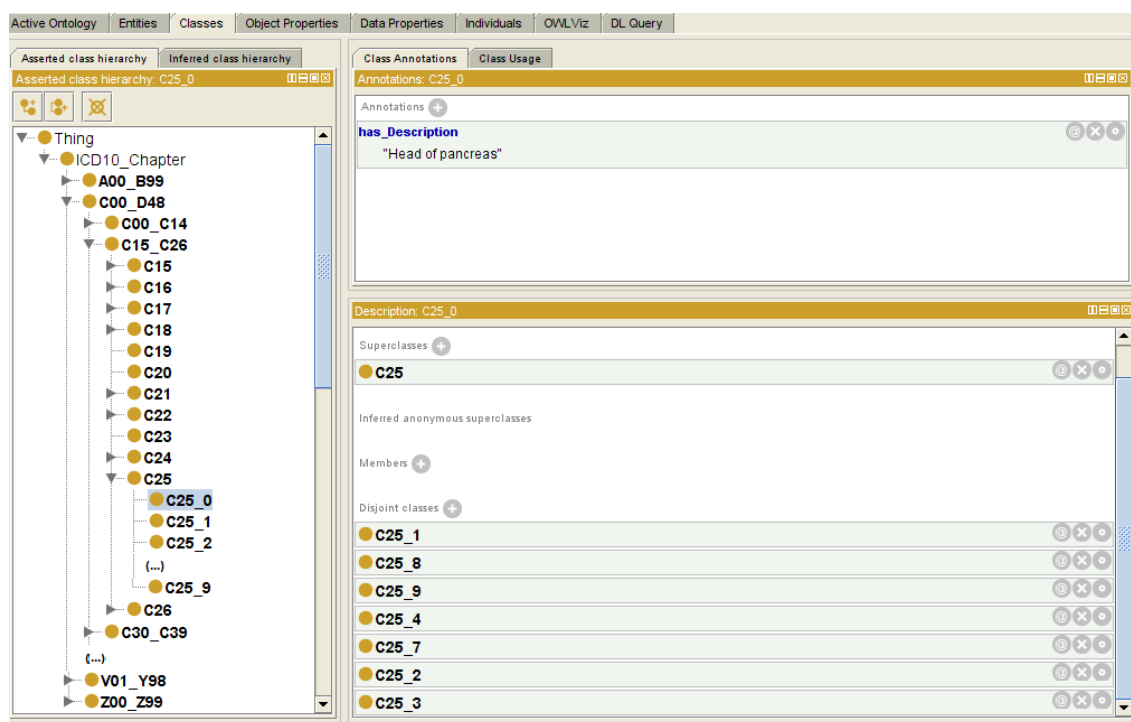 Active Ontology Entities Classes Object Properties Data Properties Individuals OWLViz DL Query
Asserted class hierarchy Inferred class hierarchy
Asserted class hierarchy: C25_0
Thing
ICD10_Chapter
A00_B99
C00_D48
C00_C14
C15_C26
C15
C16
C17
C18
C19
C20
C21
C22
C23
C24
C25
C25_0
C25_1
C25_2
(...)
C25_9
C26
C30_C39
(...)
V01_Y98
Z00_Z99
Class Annotations Class Usage
Annotations: C25_0
Annotations
has_Description
"Head of pancreas"
Description: C25_0
Superclasses
C25
Inferred anonymous superclasses
Members
Disjoint classes
C25_1
C25_8
C25_9
C25_4
C25_7
C25_2
C25_3